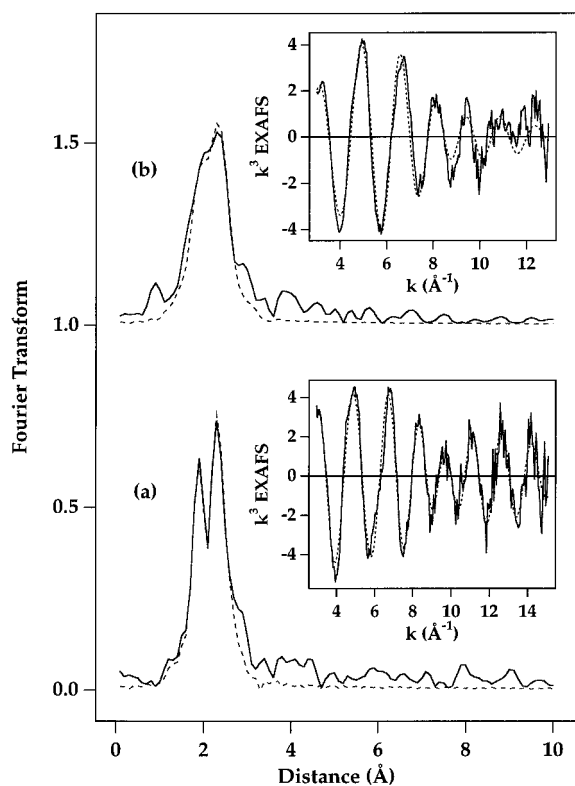 Fourier Transform
1.5
1.0
0.5
0.0
(b)
k³ EXAFS
4
2
0
-2
-4
4 6 8 10 12
k (Å⁻¹)
(a)
k³ EXAFS
4
2
0
-2
-4
4 6 8 10 12 14
k (Å⁻¹)
0 2 4 6 8 10
Distance (Å)